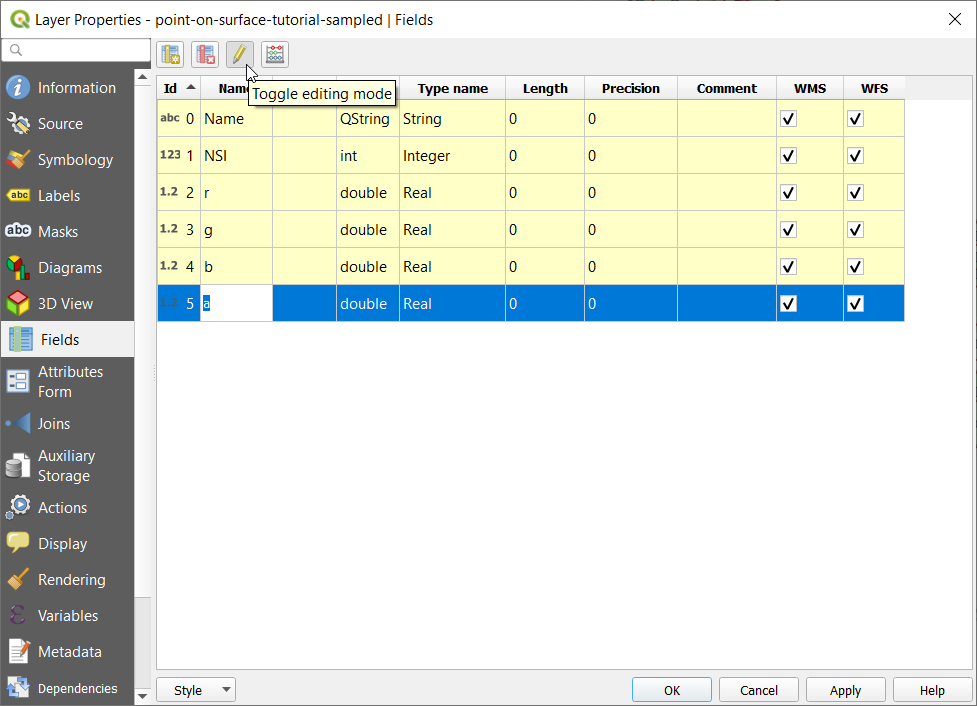 Layer Properties - point-on-surface-tutorial-sampled | Fields
Information
Source
Symbology
abc Labels
abc Masks
Diagrams
3D View
Fields
Attributes
Form
Joins
Auxiliary
Storage
Actions
Display
Rendering
Variables
Metadata
Dependencies
Toggle editing mode
Id Name Type name Length Precision Comment WMS WFS
abc 0 Name QString String 0 0
123 1 NSI int Integer 0 0
1.2 2 r double Real 0 0
1.2 3 g double Real 0 0
1.2 4 b double Real 0 0
1.2 5 a double Real 0 0
Style OK Cancel Apply Help